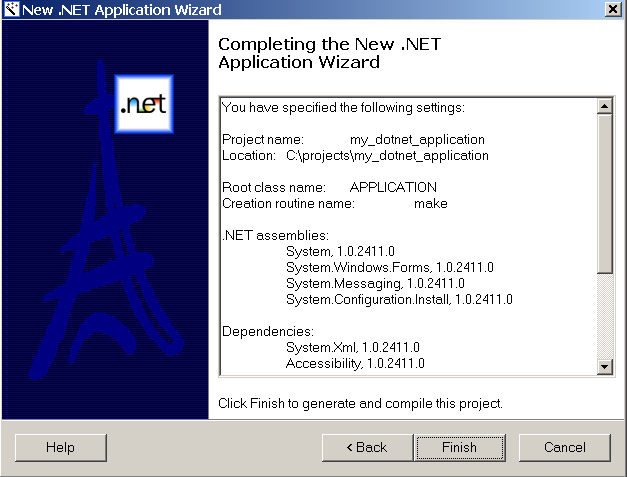 New .NET Application Wizard
Completing the New .NET
Application Wizard
.net
You have specified the following settings:
Project name: my_dotnet_application
Location: C:\projects\my_dotnet_application
Root class name: APPLICATION
Creation routine name: make
.NET assemblies:
System, 1.0.2411.0
System.Windows.Forms, 1.0.2411.0
System.Messaging, 1.0.2411.0
System.Configuration.Install, 1.0.2411.0
Dependencies:
System.Xml, 1.0.2411.0
Accessibility, 1.0.2411.0
Click Finish to generate and compile this project.
Help
< Back
Finish
Cancel